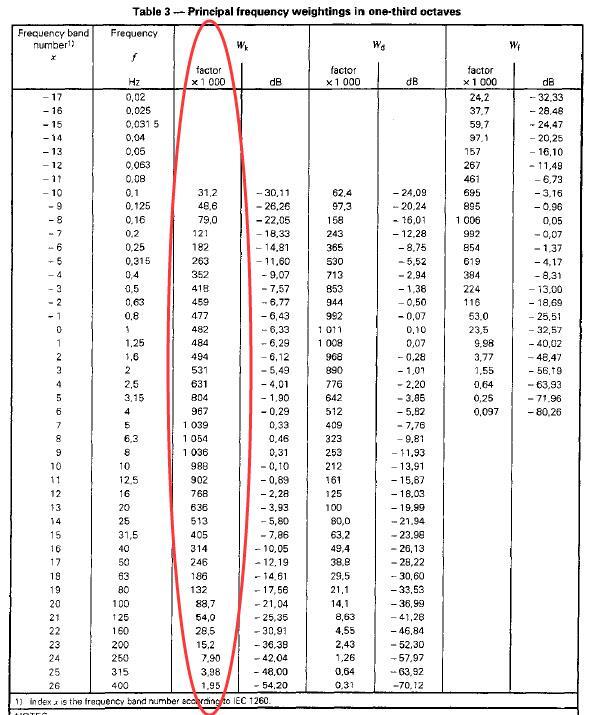 Table 3 — Principal frequency weightings in one-third octaves
Frequency band number1) x | Frequency f Hz | Wk factor × 1 000 | Wk dB | Wd factor × 1 000 | Wd dB | Wf factor × 1 000 | Wf dB
− 17 0,02 24,2 − 32,33
− 16 0,025 37,7 − 28,48
− 15 0,031 5 59,7 − 24,47
− 14 0,04 97,1 − 20,25
− 13 0,05 157 − 16,10
− 12 0,063 267 − 11,49
− 11 0,08 461 − 6,73
− 10 0,1 31,2 − 30,11 62,4 − 24,09 695 − 3,16
− 9 0,125 48,6 − 26,26 97,3 − 20,24 895 − 0,96
− 8 0,16 79,0 − 22,05 158 − 16,01 1 006 0,05
− 7 0,2 121 − 18,33 243 − 12,28 992 − 0,07
− 6 0,25 182 − 14,81 365 − 8,75 854 − 1,37
− 5 0,315 263 − 11,60 530 − 5,52 619 − 4,17
− 4 0,4 352 − 9,07 713 − 2,94 384 − 8,31
− 3 0,5 418 − 7,57 853 − 1,38 224 − 13,00
− 2 0,63 459 − 6,77 944 − 0,50 116 − 18,69
− 1 0,8 477 − 6,43 992 − 0,07 53,0 − 25,51
0 1 482 − 6,33 1 011 0,10 23,5 − 32,57
1 1,25 484 − 6,29 1 008 0,07 9,98 − 40,02
2 1,6 494 − 6,12 968 − 0,28 3,77 − 48,47
3 2 531 − 5,49 890 − 1,01 1,55 − 56,19
4 2,5 631 − 4,01 776 − 2,20 0,64 − 63,93
5 3,15 804 − 1,90 642 − 3,85 0,25 − 71,96
6 4 967 − 0,29 512 − 5,82 0,097 − 80,26
7 5 1 039 0,33 409 − 7,76
8 6,3 1 054 0,46 323 − 9,81
9 8 1 036 0,31 253 − 11,93
10 10 988 − 0,10 212 − 13,91
11 12,5 902 − 0,89 161 − 15,87
12 16 768 − 2,28 125 − 18,03
13 20 636 − 3,93 100 − 19,99
14 25 513 − 5,80 80,0 − 21,94
15 31,5 405 − 7,86 63,2 − 23,98
16 40 314 − 10,05 49,4 − 26,13
17 50 246 − 12,19 38,8 − 28,22
18 63 186 − 14,61 29,5 − 30,60
19 80 132 − 17,56 21,1 − 33,53
20 100 88,7 − 21,04 14,1 − 36,99
21 125 54,0 − 25,35 8,63 − 41,28
22 160 28,5 − 30,91 4,55 − 46,84
23 200 15,2 − 36,38 2,43 − 52,30
24 250 7,90 − 42,04 1,26 − 57,97
25 315 3,98 − 48,00 0,64 − 63,92
26 400 1,95 − 54,20 0,31 −70,12
1) Index x is the frequency band number according to IEC 1260.